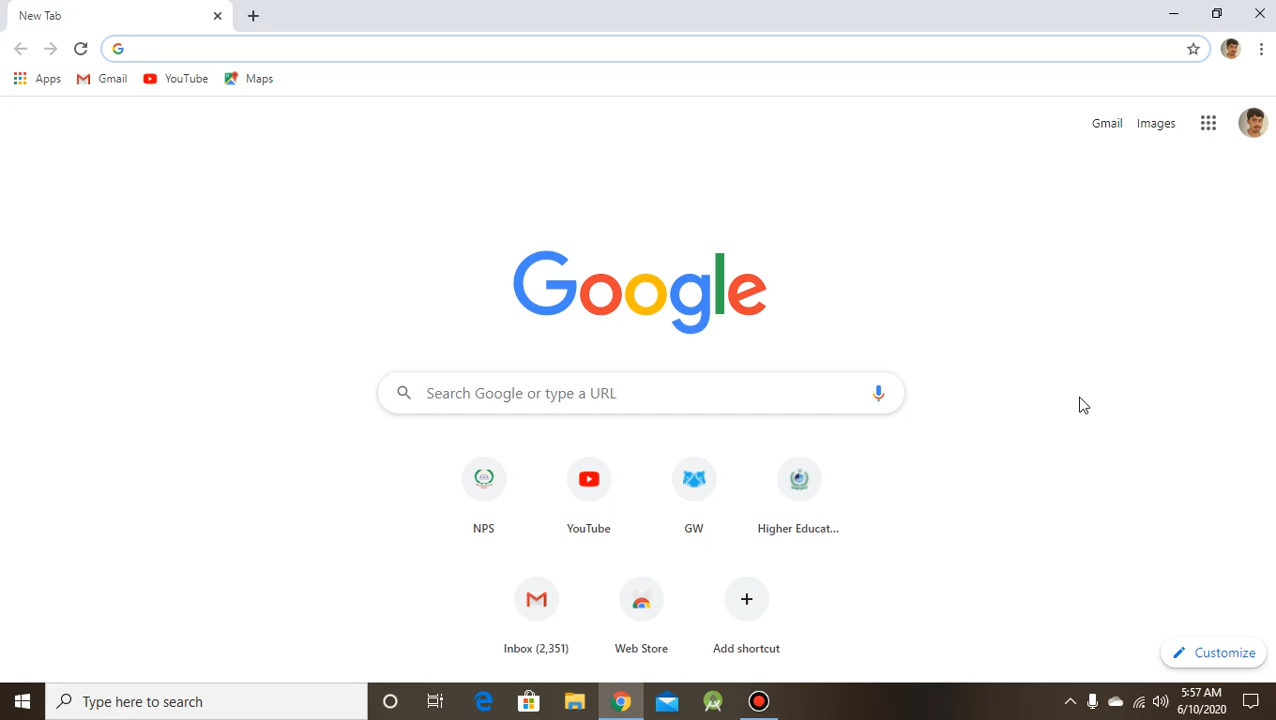 New Tab
Apps Gmail YouTube Maps
Gmail Images
Google
Search Google or type a URL
NPS YouTube GW Higher Educat...
Inbox (2,351) Web Store Add shortcut
Customize
Type here to search
5:57 AM
6/10/2020